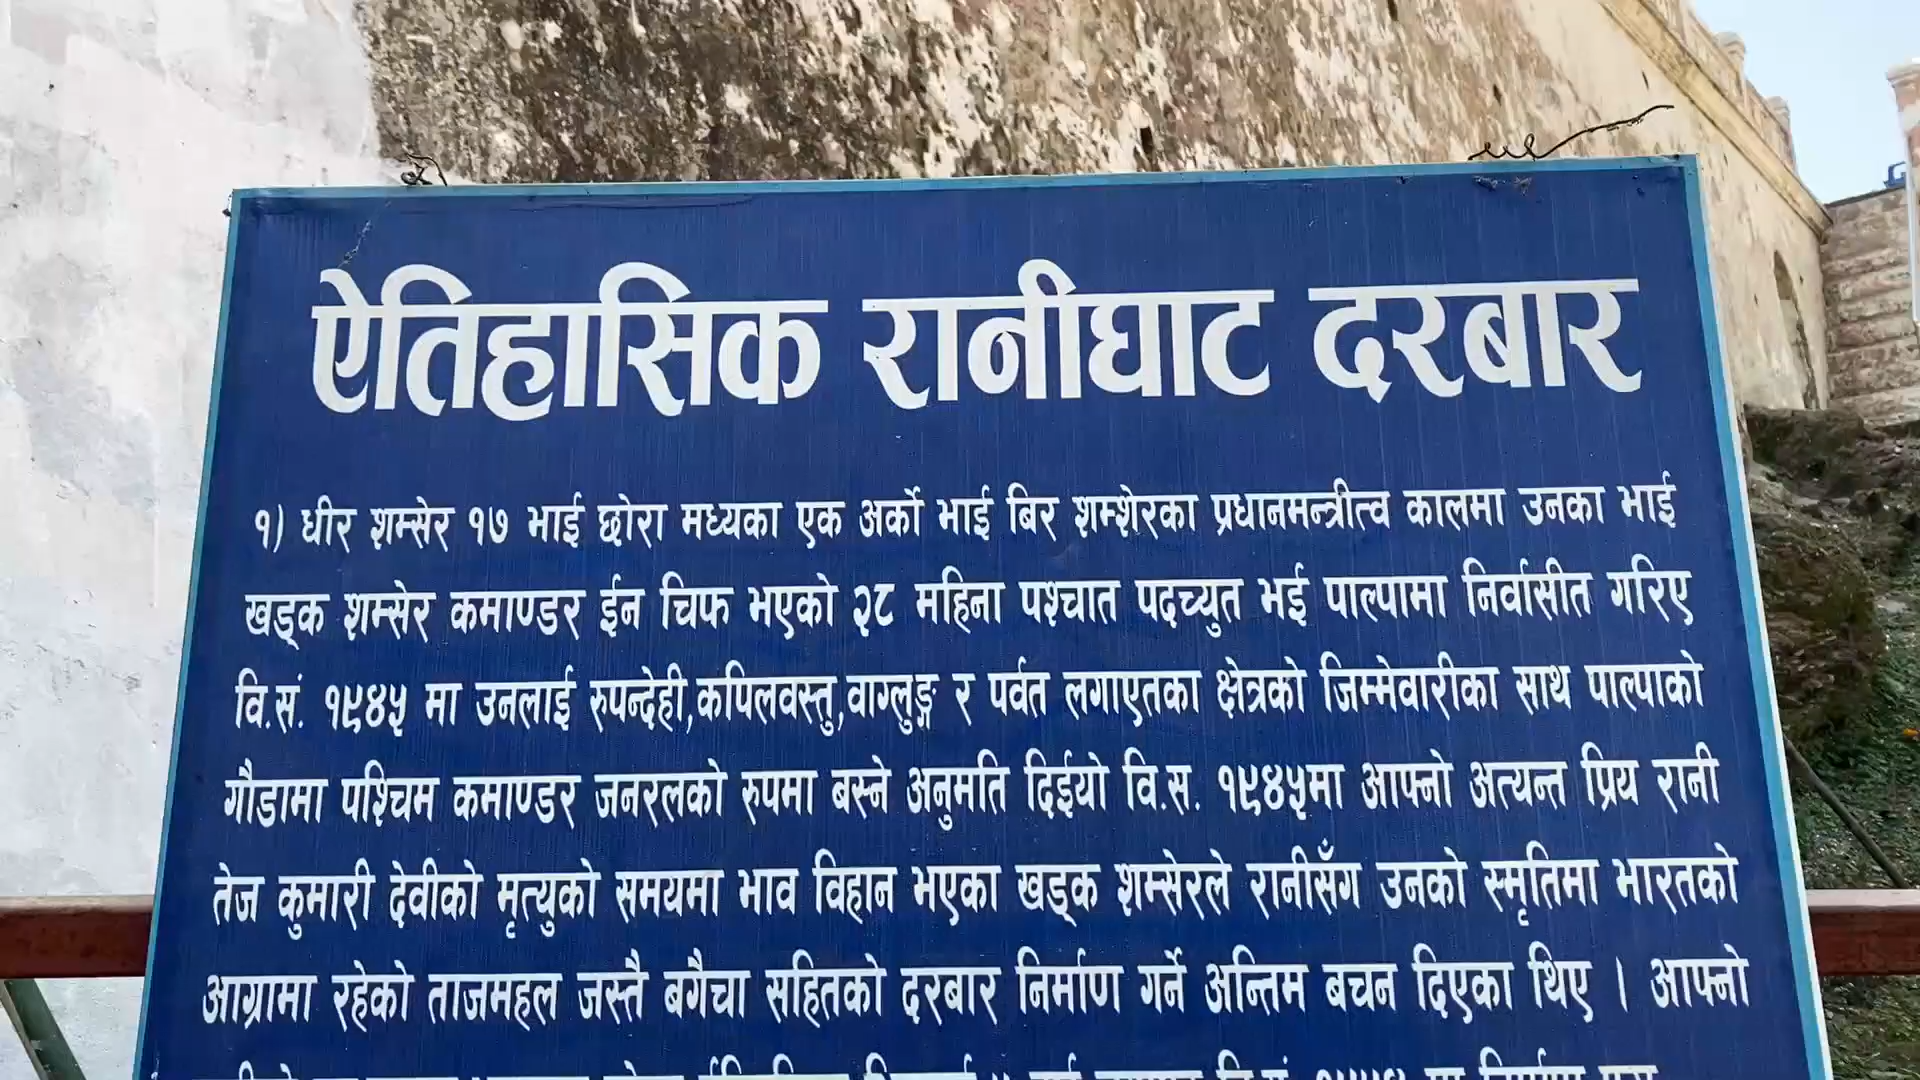 ऐतिहासिक रानीघाट दरबार
१) धीर शम्सेर १७ भाई छोरा मध्यका एक अर्को भाई बिर शम्शेरका प्रधानमन्त्रीत्व कालमा उनका भाई
खड्क शम्सेर कमाण्डर ईन चिफ भएको २८ महिना पश्चात पदच्युत भई पाल्पामा निर्वासीत गरिए
वि.सं. १९४५ मा उनलाई रुपन्देही,कपिलवस्तु,वाग्लुङ्ग र पर्वत लगाएतका क्षेत्रको जिम्मेवारीका साथ पाल्पाको
गौडामा पश्चिम कमाण्डर जनरलको रुपमा बस्ने अनुमति दिईयो वि.स. १९४५मा आफ्नो अत्यन्त प्रिय रानी
तेज कुमारी देवीको मृत्युको समयमा भाव विहान भएका खड्क शम्सेरले रानीसँग उनको स्मृतिमा भारतको
आग्रामा रहेको ताजमहल जस्तै बगैचा सहितको दरबार निर्माण गर्ने अन्तिम बचन दिएका थिए । आफ्नो